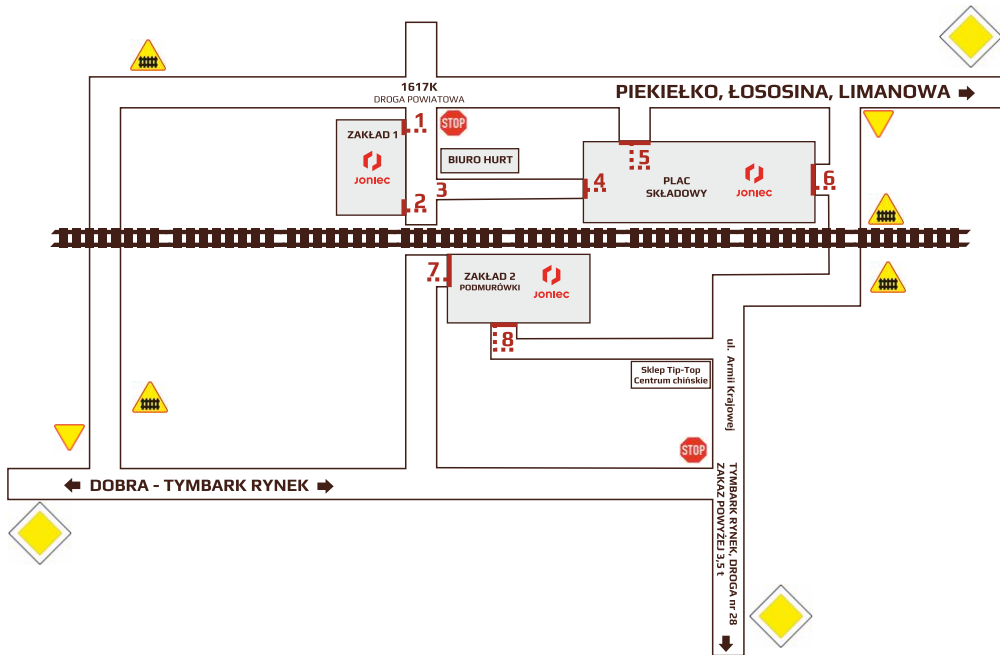 1617K
DROGA POWIATOWA
PIEKIEŁKO, ŁOSOSINA, LIMANOWA
ZAKŁAD 1
JONIEC
1
STOP
BIURO HURT
2
3
4
5
PLAC
SKŁADOWY
JONIEC
6
7
ZAKŁAD 2
PODMURÓWKI
JONIEC
8
Sklep Tip-Top
Centrum chińskie
ul. Armii Krajowej
STOP
DOBRA - TYMBARK RYNEK
TYMBARK RYNEK, DROGA nr 28
ZAKAZ POWYŻEJ 3,5 t